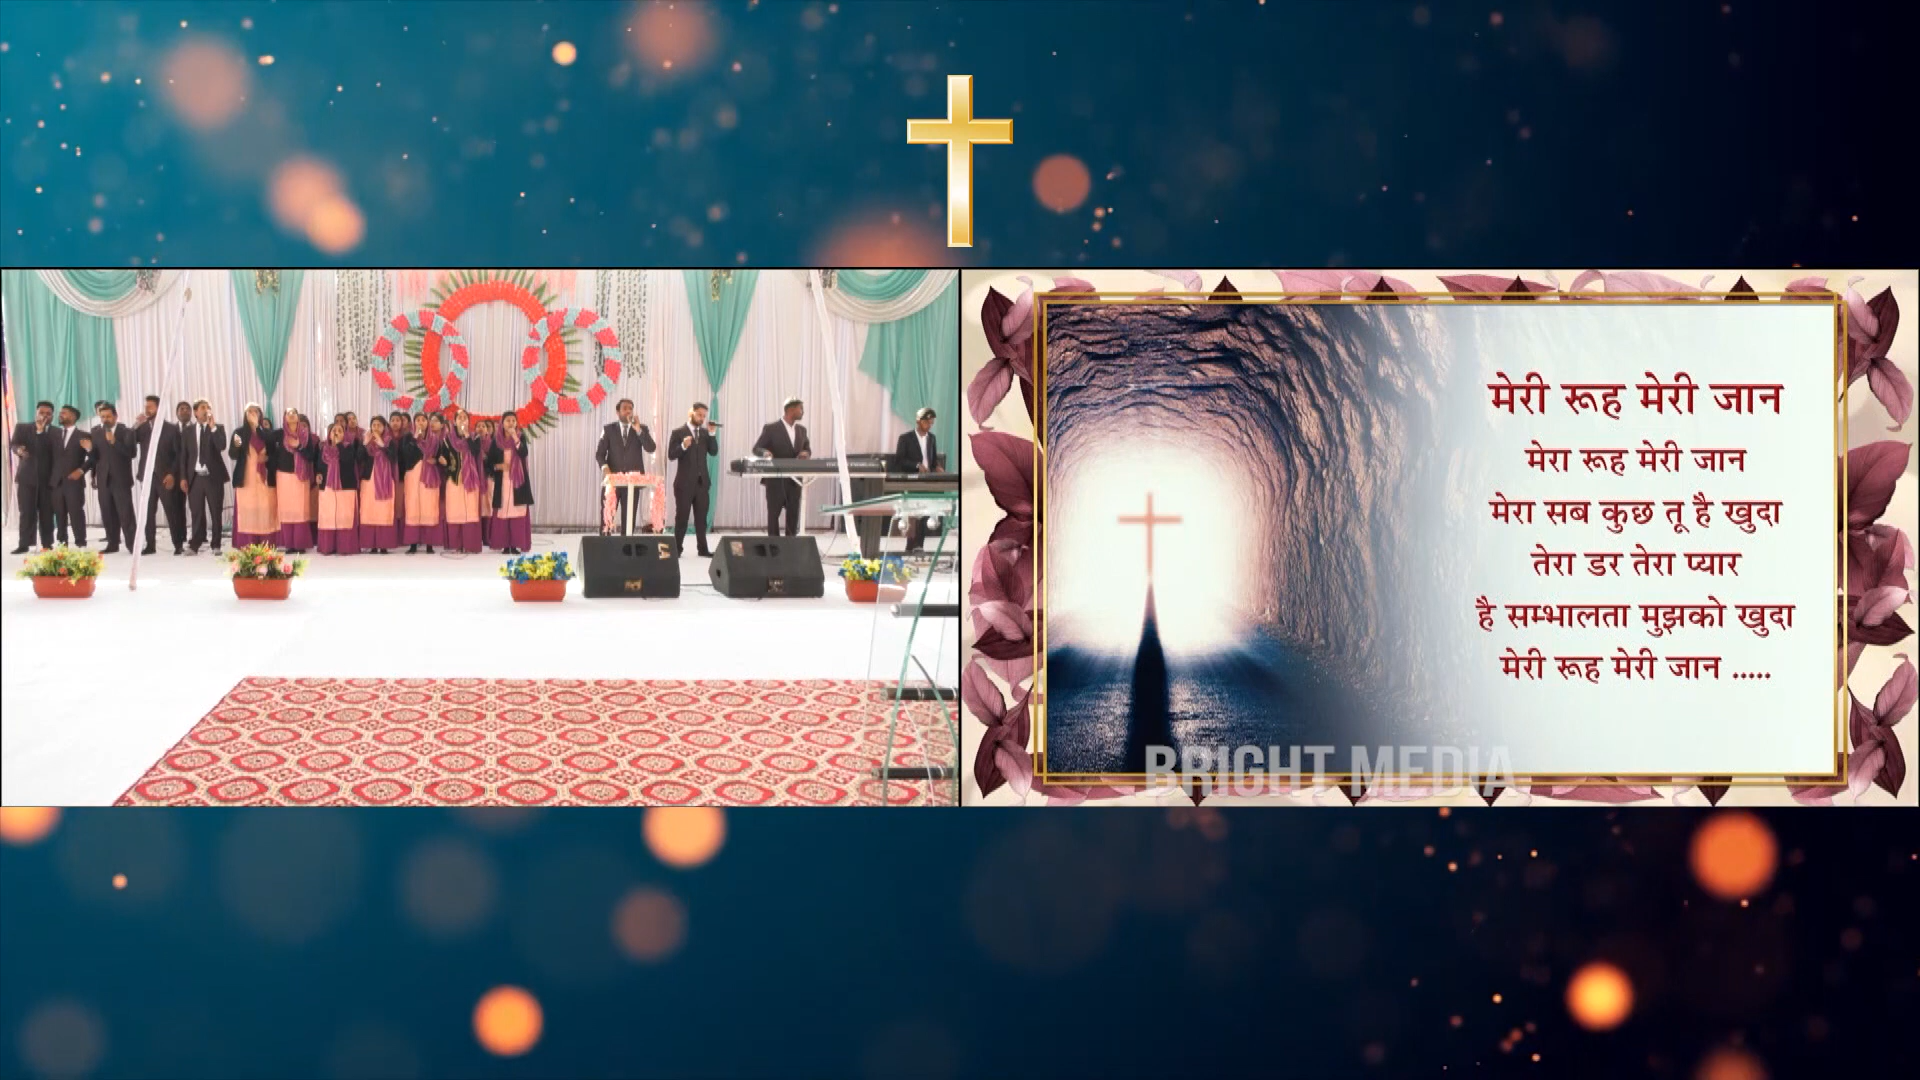 मेरी रूह मेरी जान
मेरा रूह मेरी जान
मेरा सब कुछ तू है खुदा
तेरा डर तेरा प्यार
है सम्भालता मुझको खुदा
मेरी रूह मेरी जान .....
BRIGHT MEDIA